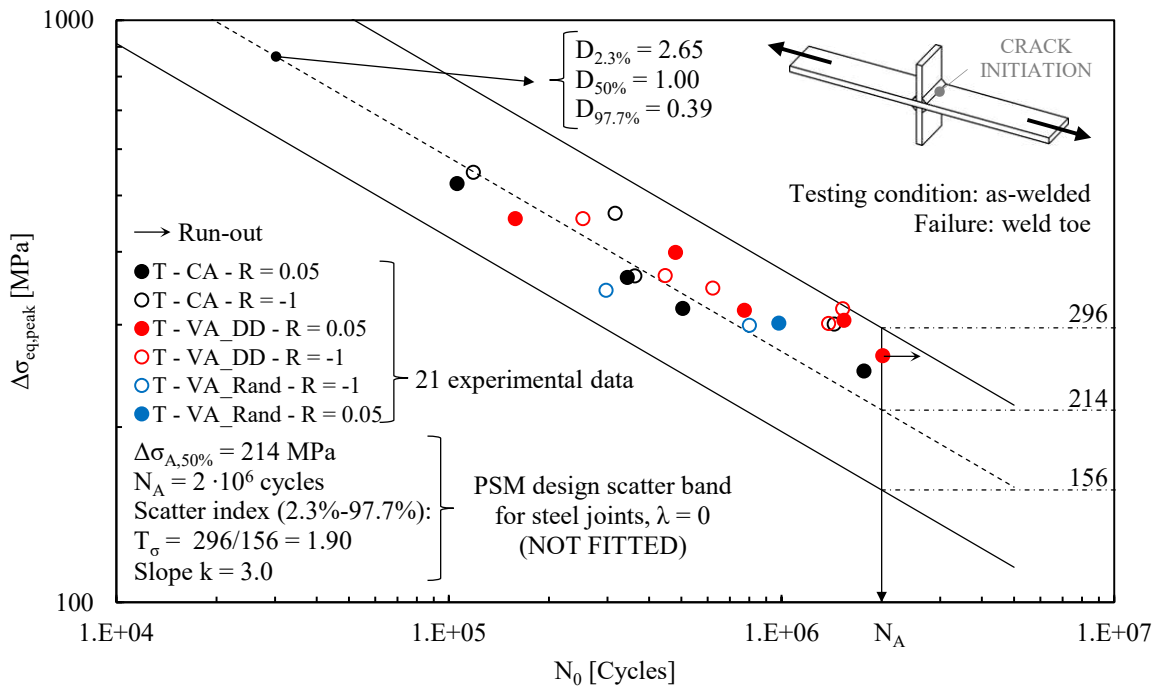 1000
100
Δσeq,peak [MPa]
D2.3% = 2.65
D50% = 1.00
D97.7% = 0.39
CRACK
INITIATION
Testing condition: as-welded
Failure: weld toe
Run-out
T - CA - R = 0.05
T - CA - R = -1
T - VA_DD - R = 0.05
T - VA_DD - R = -1
T - VA_Rand - R = -1
T - VA_Rand - R = 0.05
21 experimental data
296
214
156
ΔσA,50% = 214 MPa
NA = 2 ·10⁶ cycles
Scatter index (2.3%-97.7%):
Tσ = 296/156 = 1.90
Slope k = 3.0
PSM design scatter band
for steel joints, λ = 0
(NOT FITTED)
1.E+04
1.E+05
1.E+06
NA
1.E+07
N0 [Cycles]